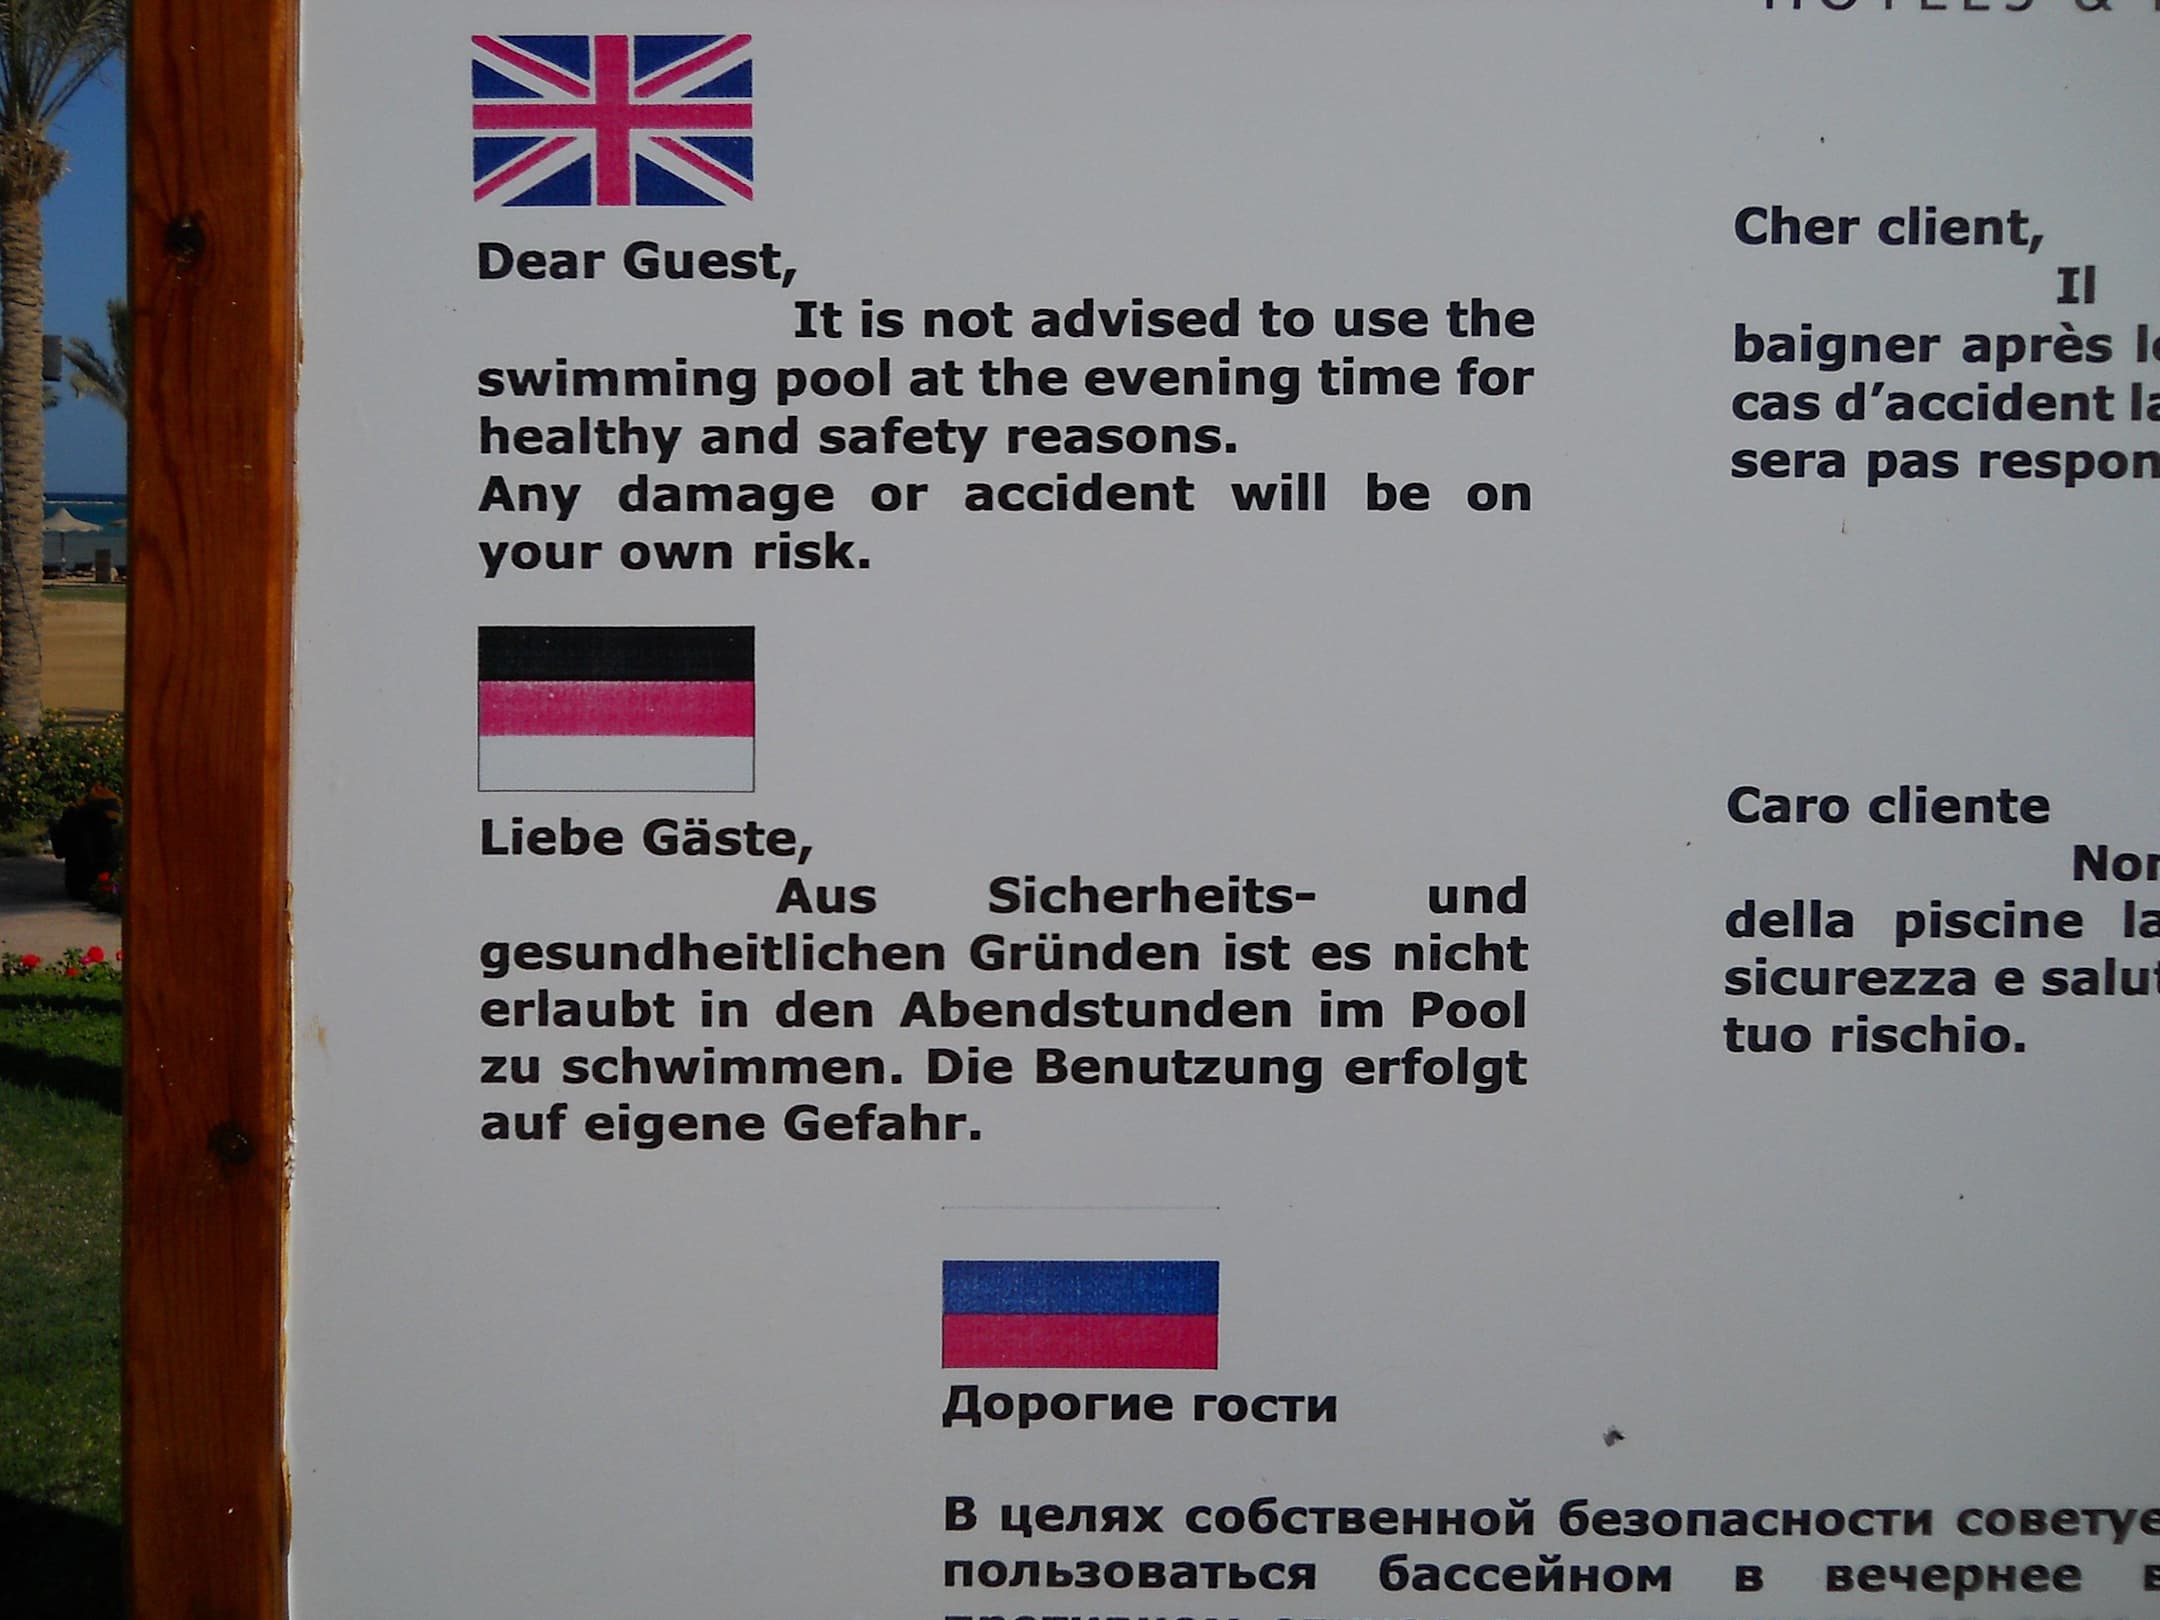 HOTELS &
Dear Guest,
It is not advised to use the
swimming pool at the evening time for
healthy and safety reasons.
Any damage or accident will be on
your own risk.
Liebe Gäste,
Aus Sicherheits- und
gesundheitlichen Gründen ist es nicht
erlaubt in den Abendstunden im Pool
zu schwimmen. Die Benutzung erfolgt
auf eigene Gefahr.
Cher client,
Il
baigner après
cas d'accident
sera pas
Caro cliente
della piscine
sicurezza e
tuo rischio.
Дорогие гости
В целях собственной безопасности
пользоваться бассейном в вечернее